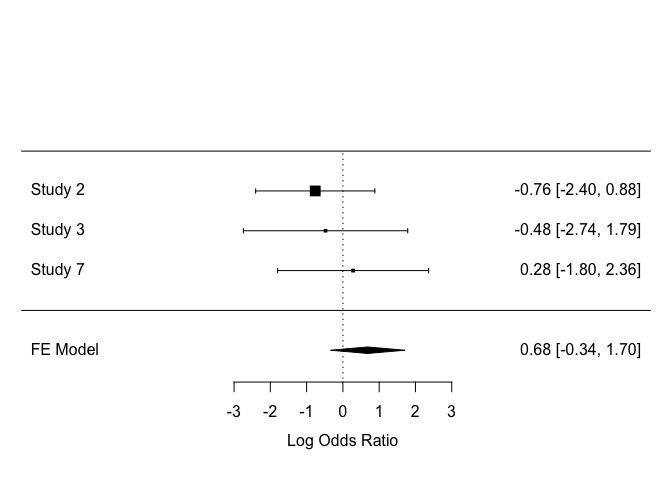 Study 2 -0.76 [-2.40, 0.88]
Study 3 -0.48 [-2.74, 1.79]
Study 7 0.28 [-1.80, 2.36]
FE Model 0.68 [-0.34, 1.70]
-3 -2 -1 0 1 2 3
Log Odds Ratio